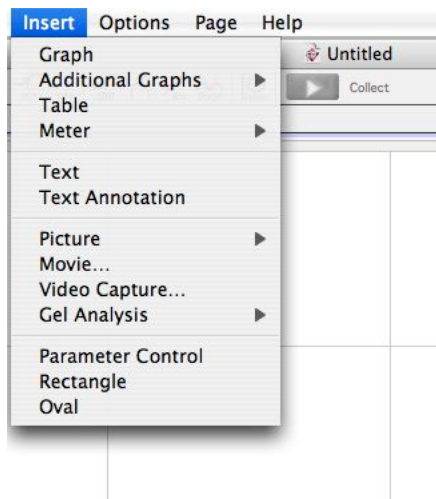 Insert Options Page Help
Untitled
Collect
Graph
Additional Graphs
Table
Meter
Text
Text Annotation
Picture
Movie...
Video Capture...
Gel Analysis
Parameter Control
Rectangle
Oval